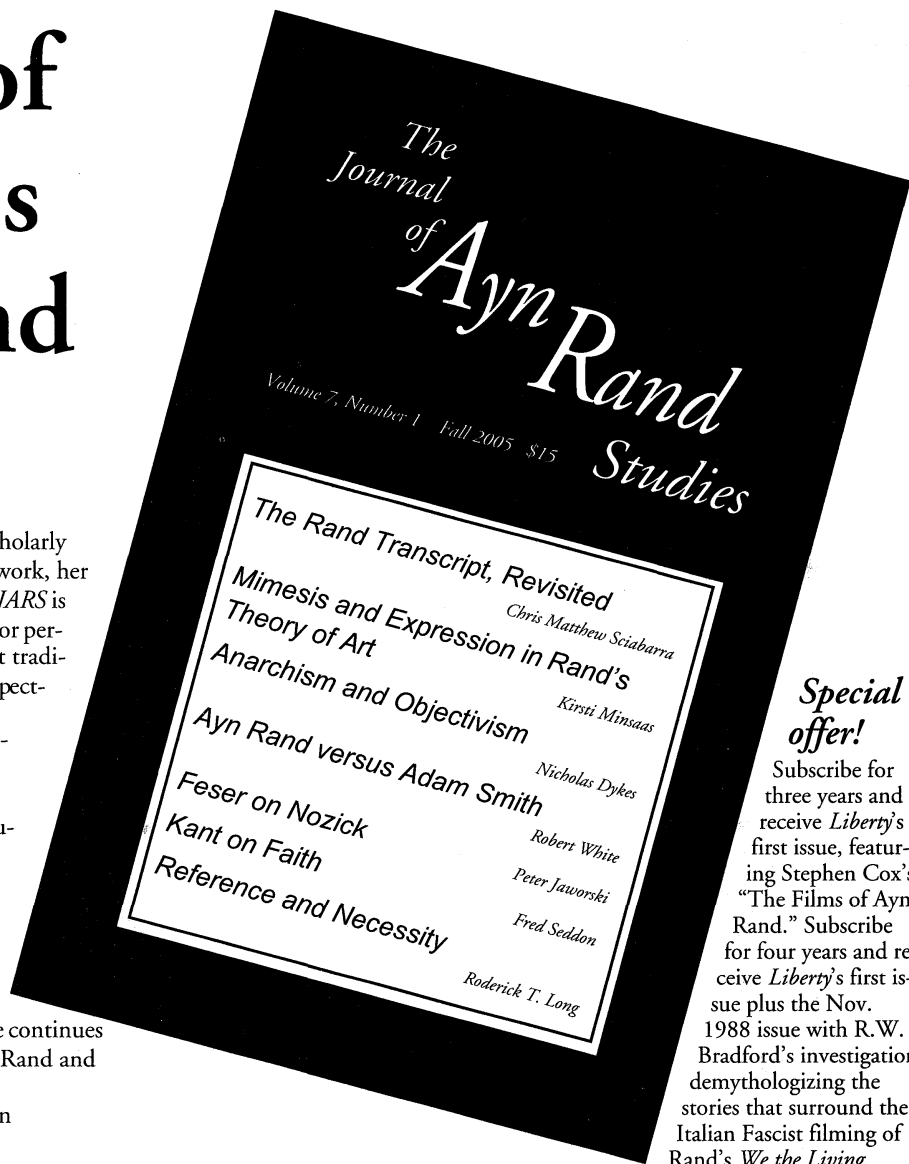 of
s
nd
holarly
work, her
JARS is
or per-
t tradi-
pect-
-
u-
e continues
Rand and
n
The
Journal
of
Ayn
Rand
Studies
Volume 7, Number 1 Fall 2005 $15
The Rand Transcript, Revisited
Chris Matthew Sciabarra
Mimesis and Expression in Rand's
Theory of Art
Kirsti Minsaas
Anarchism and Objectivism
Nicholas Dykes
Ayn Rand versus Adam Smith
Robert White
Feser on Nozick
Peter Jaworski
Kant on Faith
Fred Seddon
Reference and Necessity
Roderick T. Long
Special
offer!
Subscribe for
three years and
receive Liberty's
first issue, featur-
ing Stephen Cox's
“The Films of Ayn
Rand.” Subscribe
for four years and re
ceive Liberty's first is-
sue plus the Nov.
1988 issue with R.W.
Bradford's investigation
demythologizing the
stories that surround the
Italian Fascist filming of
Rand's We the Living